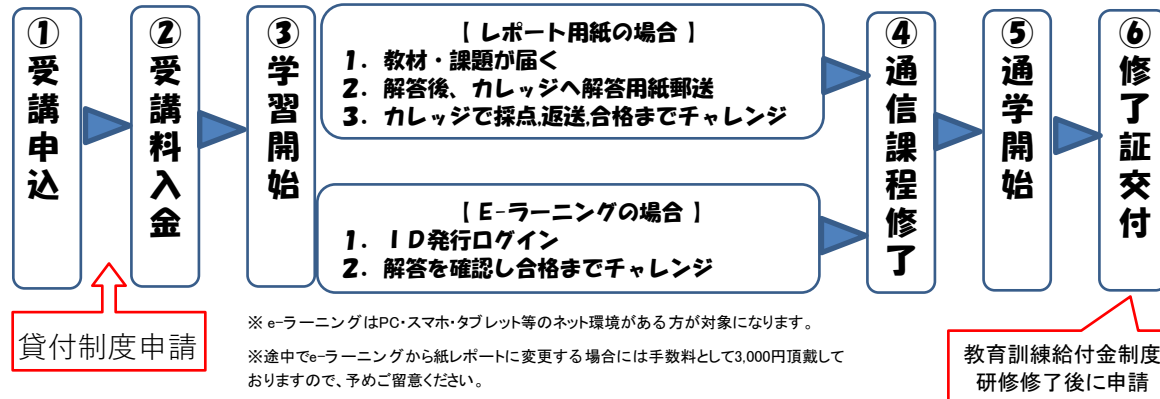 ①受講申込
②受講料入金
③学習開始
【 レポート用紙の場合 】
1. 教材・課題が届く
2. 解答後、カレッジへ解答用紙郵送
3. カレッジで採点,返送,合格までチャレンジ
【 E-ラーニングの場合 】
1. ID発行ログイン
2. 解答を確認し合格までチャレンジ
④通信課程修了
⑤通学開始
⑥修了証交付
貸付制度申請
※ e-ラーニングはPC・スマホ・タブレット等のネット環境がある方が対象になります。
※途中でe-ラーニングから紙レポートに変更する場合には手数料として3,000円頂戴して
おりますので、予めご留意ください。
教育訓練給付金制度
研修修了後に申請